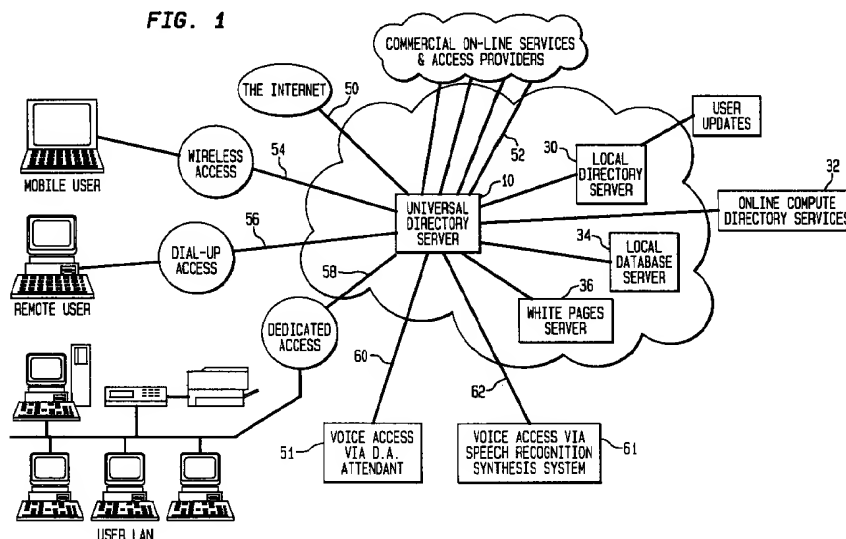 FIG. 1
COMMERCIAL ON-LINE SERVICES
& ACCESS PROVIDERS
THE INTERNET
50
52
USER
UPDATES
WIRELESS
ACCESS
54
MOBILE USER
30
LOCAL
DIRECTORY
SERVER
10
UNIVERSAL
DIRECTORY
SERVER
32
ONLINE COMPUTE
DIRECTORY SERVICES
DIAL-UP
ACCESS
56
REMOTE USER
34
LOCAL
DATABASE
SERVER
58
36
WHITE PAGES
SERVER
DEDICATED
ACCESS
60
62
51
VOICE ACCESS
VIA D.A.
ATTENDANT
VOICE ACCESS VIA
SPEECH RECOGNITION
SYNTHESIS SYSTEM
61
USER LAN